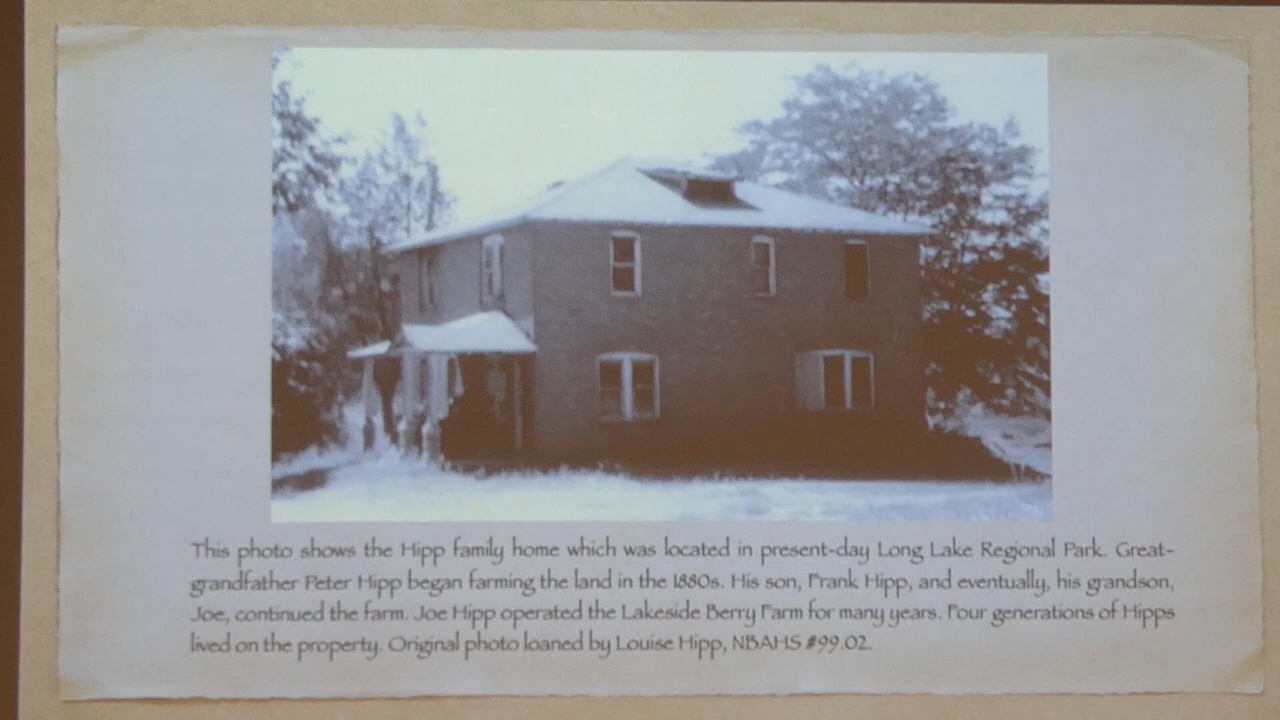 This photo shows the Hipp family home which was located in present-day Long Lake Regional Park. Great-
grandfather Peter Hipp began farming the land in the 1880s. His son, Frank Hipp, and eventually, his grandson,
Joe, continued the farm. Joe Hipp operated the Lakeside Berry Farm for many years. Four generations of Hipps
lived on the property. Original photo loaned by Louise Hipp, NBAHS #99.02.